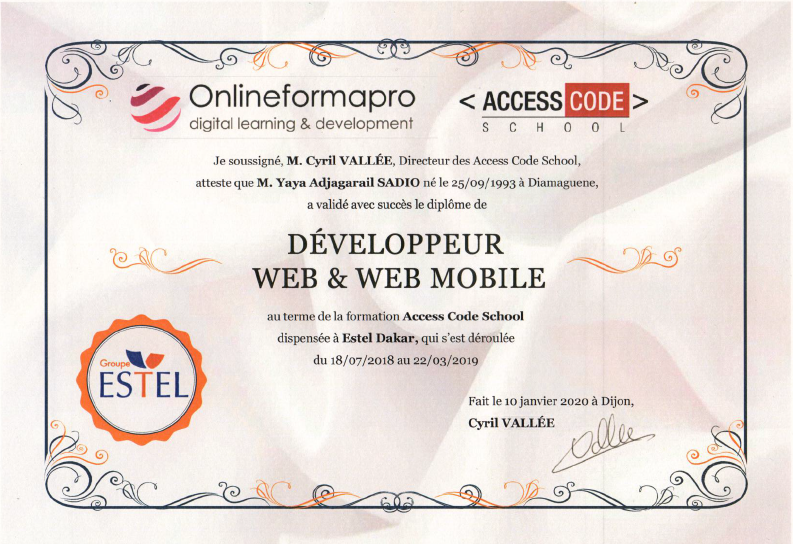 Onlineformapro
digital learning & development
< ACCESS CODE >
SCHOOL
Je soussigné, M. Cyril VALLÉE, Directeur des Access Code School,
atteste que M. Yaya Adjagarail SADIO né le 25/09/1993 à Diamaguene,
a validé avec succès le diplôme de
DÉVELOPPEUR
WEB & WEB MOBILE
au terme de la formation Access Code School
dispensée à Estel Dakar, qui s'est déroulée
du 18/07/2018 au 22/03/2019
Groupe
ESTEL
Fait le 10 janvier 2020 à Dijon,
Cyril VALLÉE
Vallée